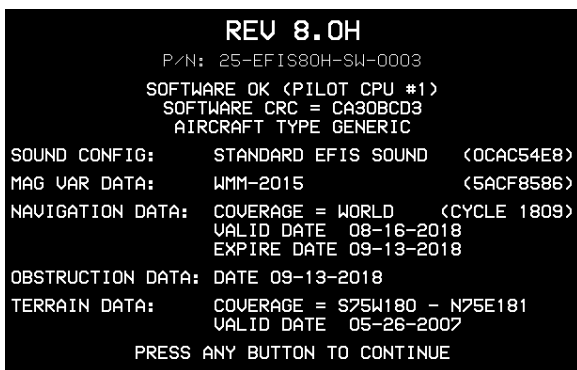 REV 8.0H
P/N: 25-EFIS80H-SW-0003
SOFTWARE OK (PILOT CPU #1)
SOFTWARE CRC = CA30BCD3
AIRCRAFT TYPE GENERIC
SOUND CONFIG: STANDARD EFIS SOUND (0CAC54E8)
MAG VAR DATA: WMM-2015 (5ACF8586)
NAVIGATION DATA: COVERAGE = WORLD (CYCLE 1809)
VALID DATE 08-16-2018
EXPIRE DATE 09-13-2018
OBSTRUCTION DATA: DATE 09-13-2018
TERRAIN DATA: COVERAGE = S75W180 - N75E181
VALID DATE 05-26-2007
PRESS ANY BUTTON TO CONTINUE